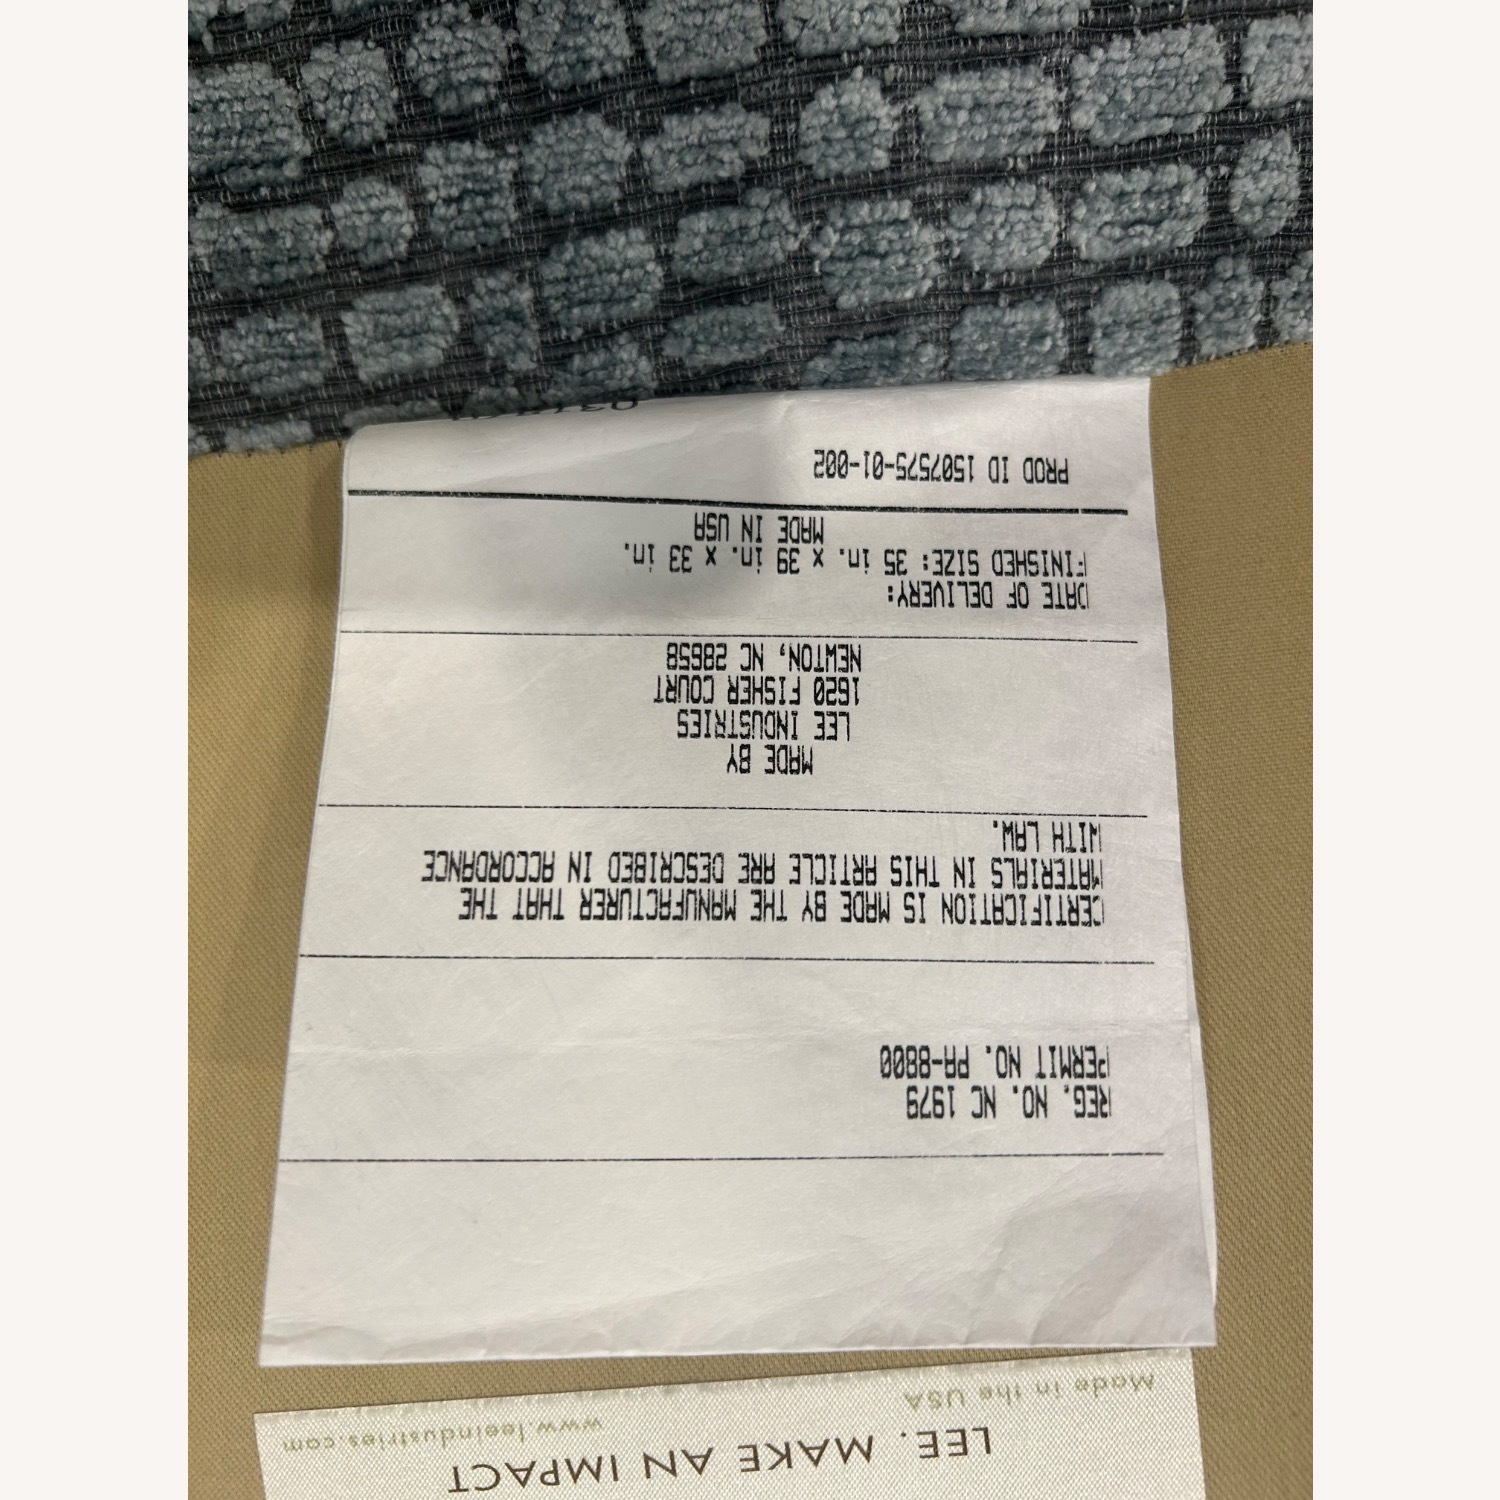 LEE. MAKE AN IMPACT
Made in the USA www.leeindustries.com
REG. NO. NC 1979
PERMIT NO. PA-8800
CERTIFICATION IS MADE BY THE MANUFACTURER THAT THE
MATERIALS IN THIS ARTICLE ARE DESCRIBED IN ACCORDANCE
WITH LAW.
MADE BY
LEE INDUSTRIES
1620 FISHER COURT
NEWTON, NC 28658
DATE OF DELIVERY:
FINISHED SIZE: 35 in. x 39 in. x 33 in.
MADE IN USA
PROD ID 1507575-01-002